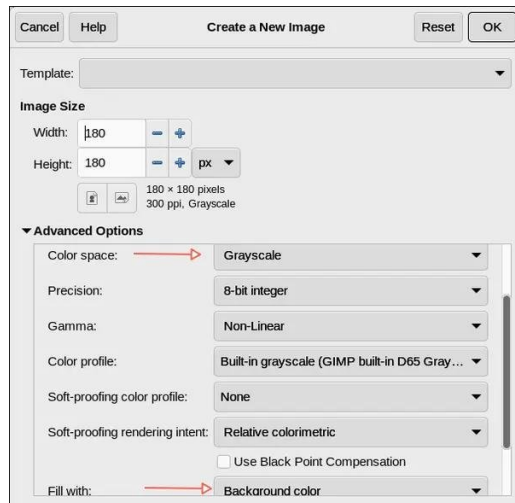 Cancel Help Create a New Image Reset OK
Template:
Image Size
Width: 180
Height: 180 px
180 × 180 pixels
300 ppi, Grayscale
Advanced Options
Color space: Grayscale
Precision: 8-bit integer
Gamma: Non-Linear
Color profile: Built-in grayscale (GIMP built-in D65 Gray...
Soft-proofing color profile: None
Soft-proofing rendering intent: Relative colorimetric
Use Black Point Compensation
Fill with: Background color